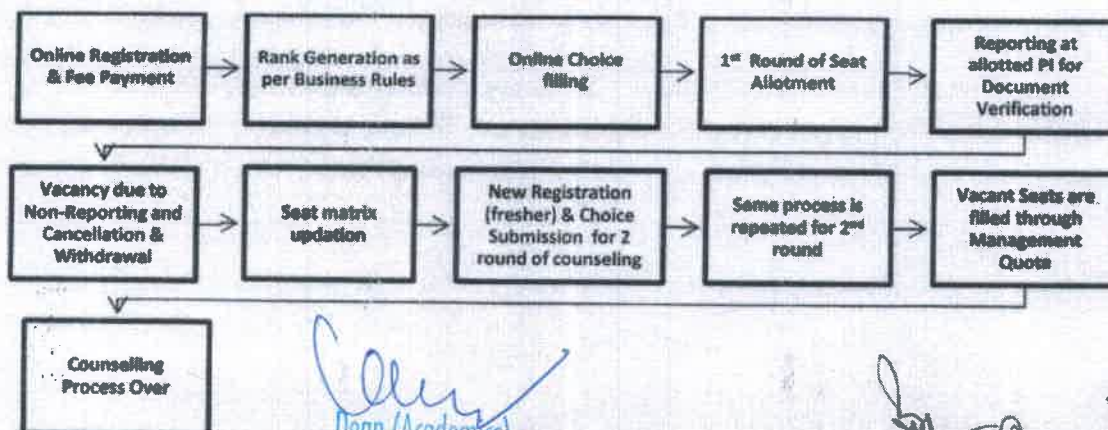 Online Registration
& Fee Payment
Rank Generation as
per Business Rules
Online Choice
filling
1st Round of Seat
Allotment
Reporting at
allotted PI for
Document
Verification
Vacancy due to
Non-Reporting and
Cancellation &
Withdrawal
Seat matrix
updation
New Registration
(fresher) & Choice
Submission for 2
round of counseling
Same process is
repeated for 2nd
round
Vacant Seats are
filled through
Management
Quota
Counselling
Process Over
Dean (Academics)